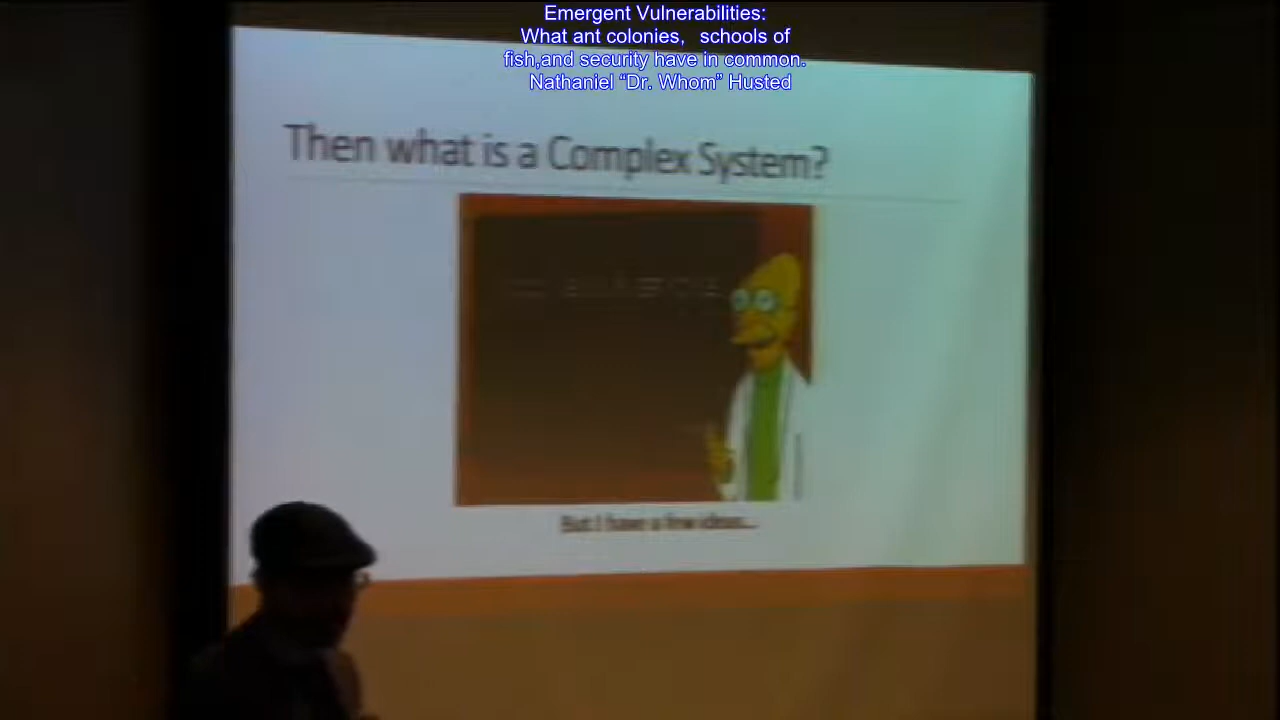 Emergent Vulnerabilities:
What ant colonies, schools of
fish,and security have in common.
Nathaniel “Dr. Whom” Husted
Then what is a Complex System?
But I have a few ideas...